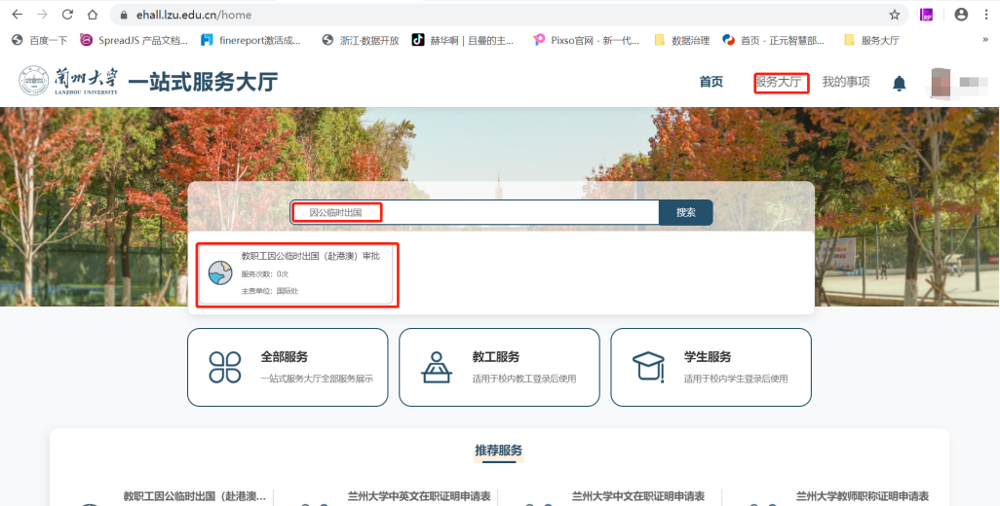 ehall.lzu.edu.cn/home
百度一下
SpreadJS 产品文档...
finereport激活成...
浙江·数据开放
赫华啊 | 且曼的主...
Pixso官网 - 新一代...
数据治理
首页 - 正元智慧部...
服务大厅
»
兰州大学
LANZHOU UNIVERSITY
一站式服务大厅
首页
服务大厅
我的事项
因公临时出国
搜索
教职工因公临时出国（赴港澳）审批
服务次数：0次
主责单位：国际处
全部服务
一站式服务大厅全部服务展示
教工服务
适用于校内教工登录后使用
学生服务
适用于校内学生登录后使用
推荐服务
教职工因公临时出国（赴港澳...
兰州大学中英文在职证明申请表
兰州大学中文在职证明申请表
兰州大学教师职称证明申请表